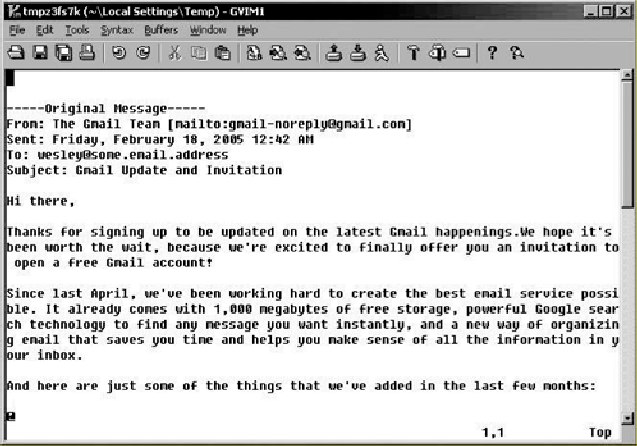 tmpz3fs7k (~\Local Settings\Temp) - GVIM1
File Edit Tools Syntax Buffers Window Help
-----Original Message-----
From: The Gmail Team [mailto:gmail-noreply@gmail.com]
Sent: Friday, February 18, 2005 12:42 AM
To: wesley@some.email.address
Subject: Gmail Update and Invitation
Hi there,
Thanks for signing up to be updated on the latest Gmail happenings.We hope it's
been worth the wait, because we're excited to finally offer you an invitation to
open a free Gmail account!
Since last April, we've been working hard to create the best email service possi
ble. It already comes with 1,000 megabytes of free storage, powerful Google sear
ch technology to find any message you want instantly, and a new way of organizin
g email that saves you time and helps you make sense of all the information in y
our inbox.
And here are just some of the things that we've added in the last few months:
@
1,1 Top